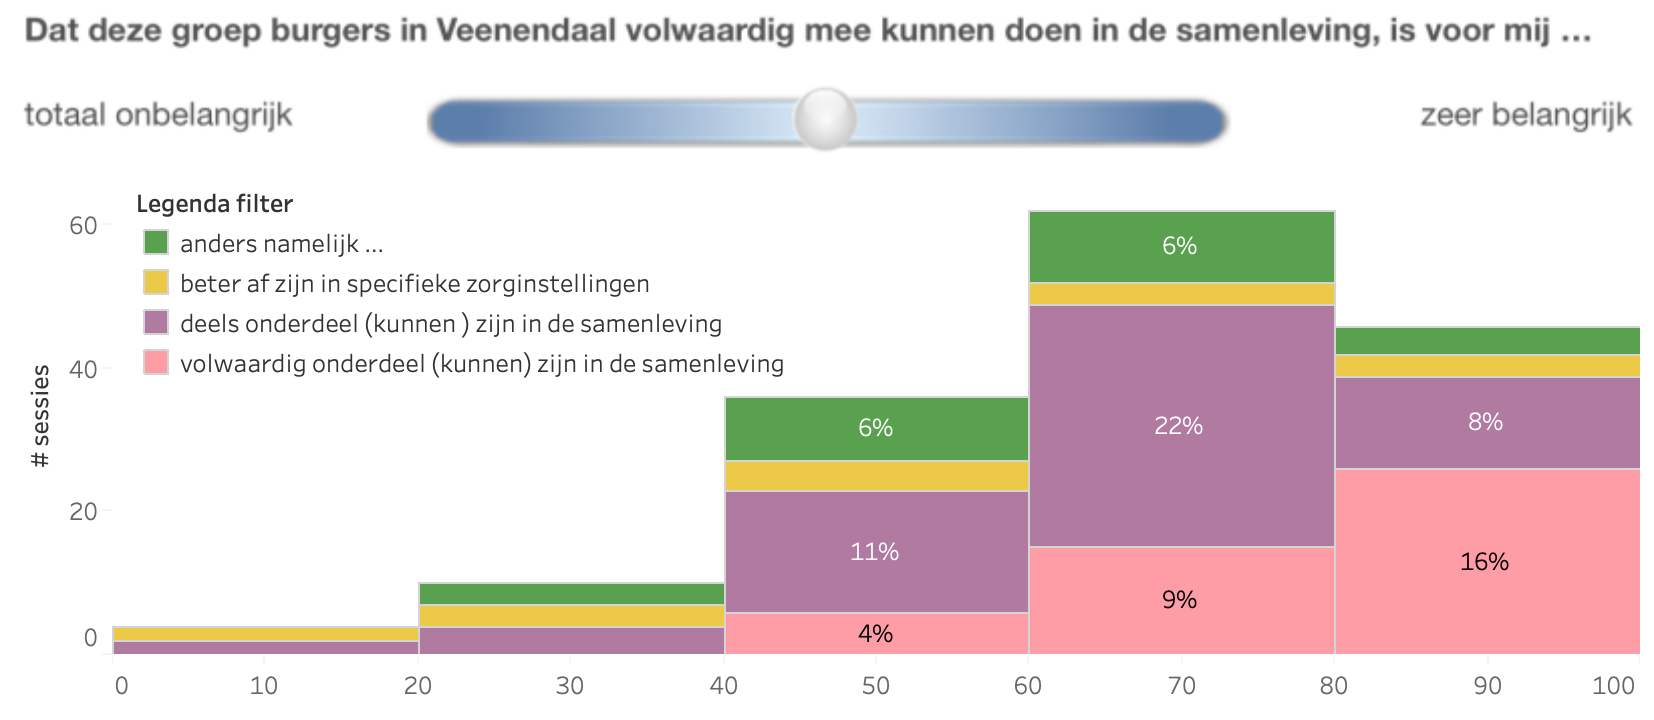 Dat deze groep burgers in Veenendaal volwaardig mee kunnen doen in de samenleving, is voor mij ...
totaal onbelangrijk
zeer belangrijk
Legenda filter
anders namelijk ...
beter af zijn in specifieke zorginstellingen
deels onderdeel (kunnen ) zijn in de samenleving
volwaardig onderdeel (kunnen) zijn in de samenleving
# sessies
60
40
20
0
6%
11%
4%
6%
22%
9%
8%
16%
0 10 20 30 40 50 60 70 80 90 100